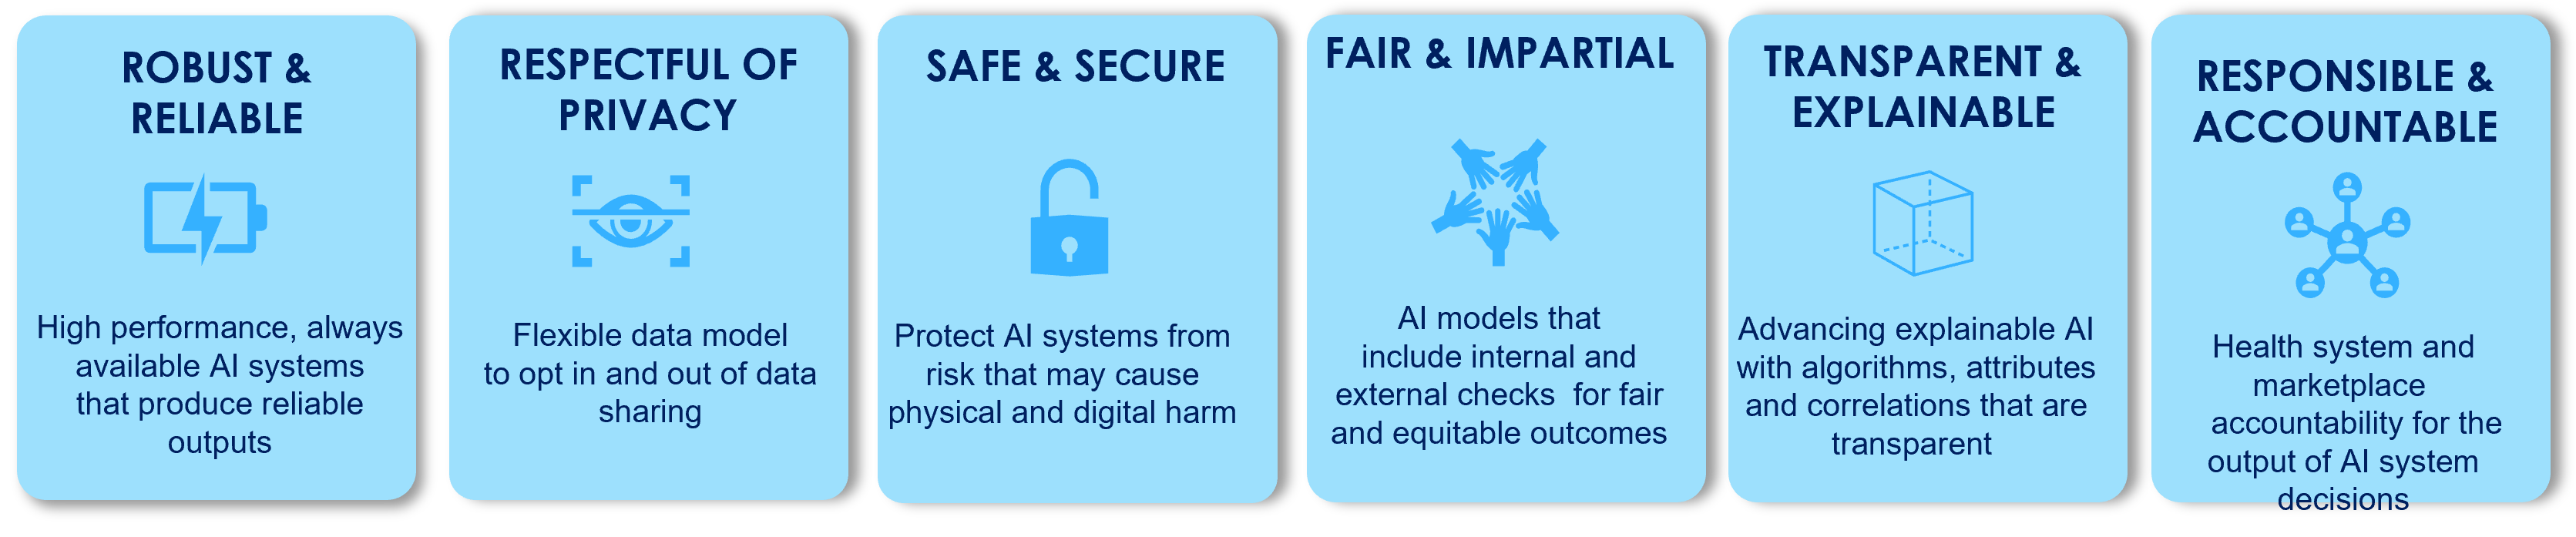 ROBUST &
RELIABLE
High performance, always
available AI systems
that produce reliable
outputs
RESPECTFUL OF
PRIVACY
Flexible data model
to opt in and out of data
sharing
SAFE & SECURE
Protect AI systems from
risk that may cause
physical and digital harm
FAIR & IMPARTIAL
AI models that
include internal and
external checks  for fair
and equitable outcomes
TRANSPARENT &
EXPLAINABLE
Advancing explainable AI
with algorithms, attributes
and correlations that are
transparent
RESPONSIBLE &
ACCOUNTABLE
Health system and
marketplace
accountability for the
output of AI system
decisions